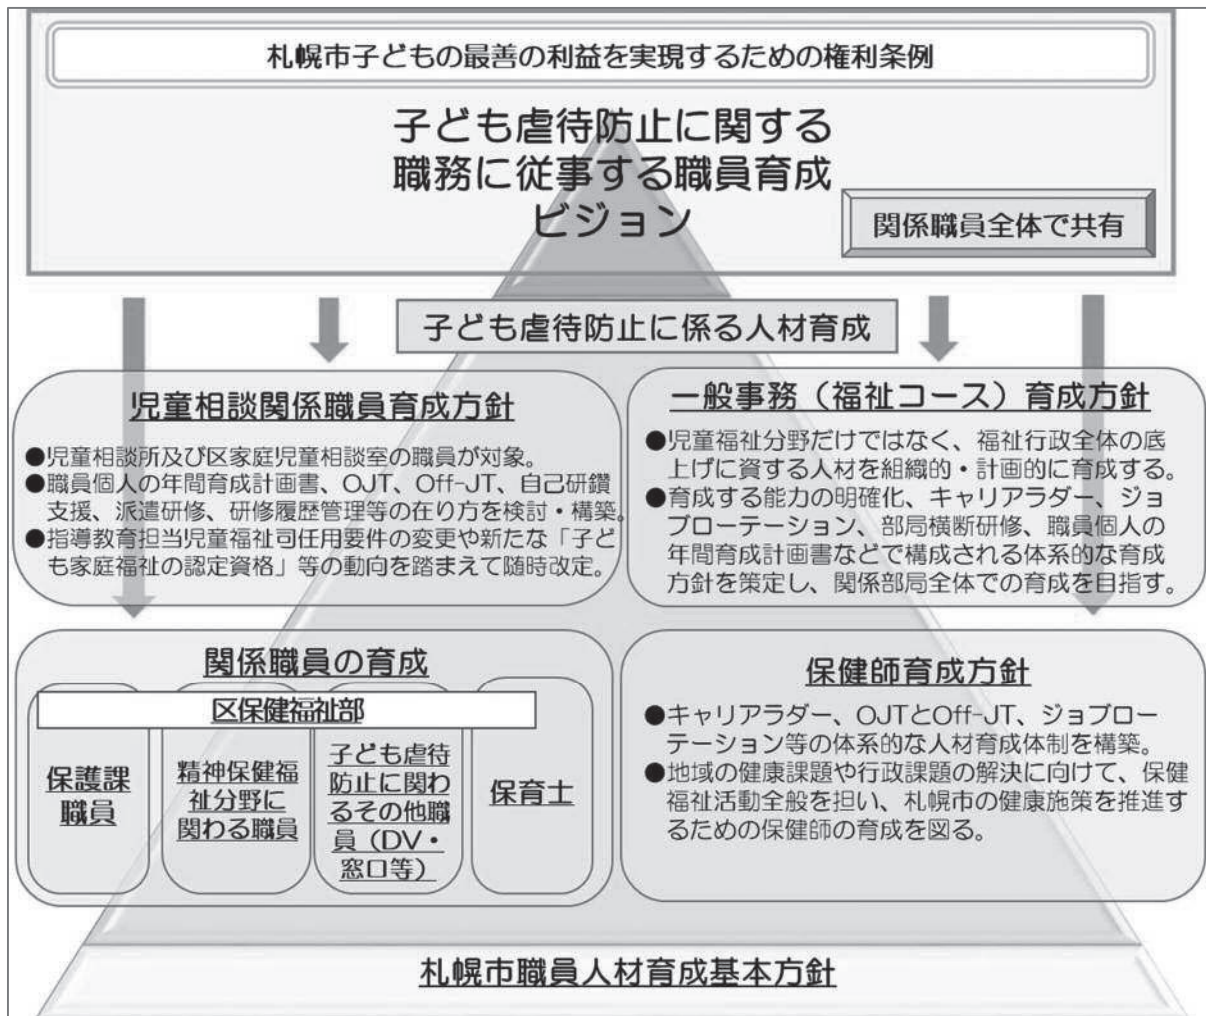 札幌市子どもの最善の利益を実現するための権利条例
子ども虐待防止に関する
職務に従事する職員育成
ビジョン
関係職員全体で共有
子ども虐待防止に係る人材育成
児童相談関係職員育成方針
●児童相談所及び区家庭児童相談室の職員が対象。
●職員個人の年間育成計画書、OJT、Off-JT、自己研鑽
支援、派遣研修、研修履歴管理等の在り方を検討・構築。
●指導教育担当児童福祉司任用要件の変更や新たな「子ど
も家庭福祉の認定資格」等の動向を踏まえて随時改定。
一般事務（福祉コース）育成方針
●児童福祉分野だけではなく、福祉行政全体の底
上げに資する人材を組織的・計画的に育成する。
●育成する能力の明確化、キャリアラダー、ジョ
ブローテーション、部局横断研修、職員個人の
年間育成計画書などで構成される体系的な育成
方針を策定し、関係部局全体での育成を目指す。
関係職員の育成
区保健福祉部
保護課
職員
精神保健福
祉分野に
関わる職員
子ども虐待
防止に関わ
るその他職
員（DV・
窓口等）
保育士
保健師育成方針
●キャリアラダー、OJTとOff-JT、ジョブロー
テーション等の体系的な人材育成体制を構築。
●地域の健康課題や行政課題の解決に向けて、保健
福祉活動全般を担い、札幌市の健康施策を推進す
るための保健師の育成を図る。
札幌市職員人材育成基本方針